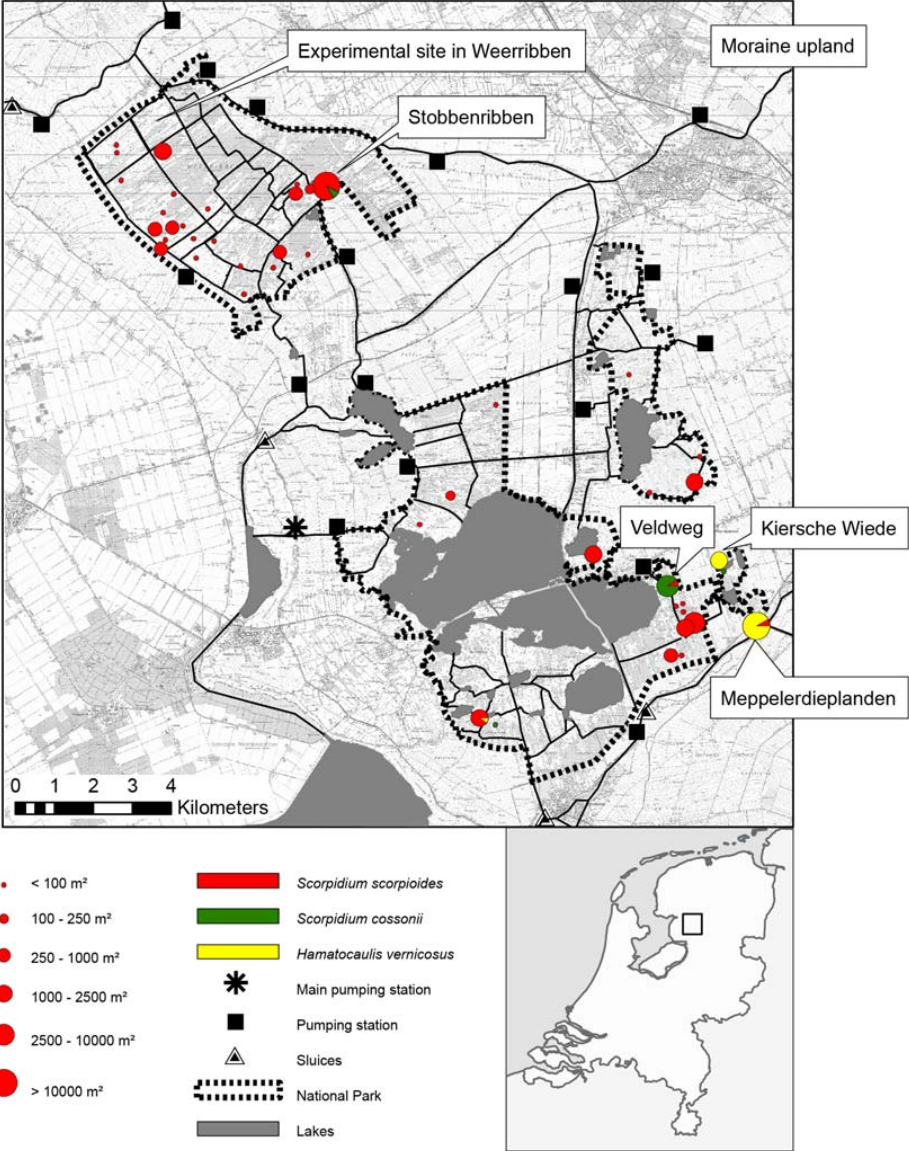 Moraine upland
Experimental site in Weerribben
Stobbenribben
Veldweg
Kiersche Wiede
Meppelerdieplanden
0 1 2 3 4
Kilometers
< 100 m²
100 - 250 m²
250 - 1000 m²
1000 - 2500 m²
2500 - 10000 m²
> 10000 m²
Scorpidium scorpioides
Scorpidium cossonii
Hamatocaulis vernicosus
Main pumping station
Pumping station
Sluices
National Park
Lakes